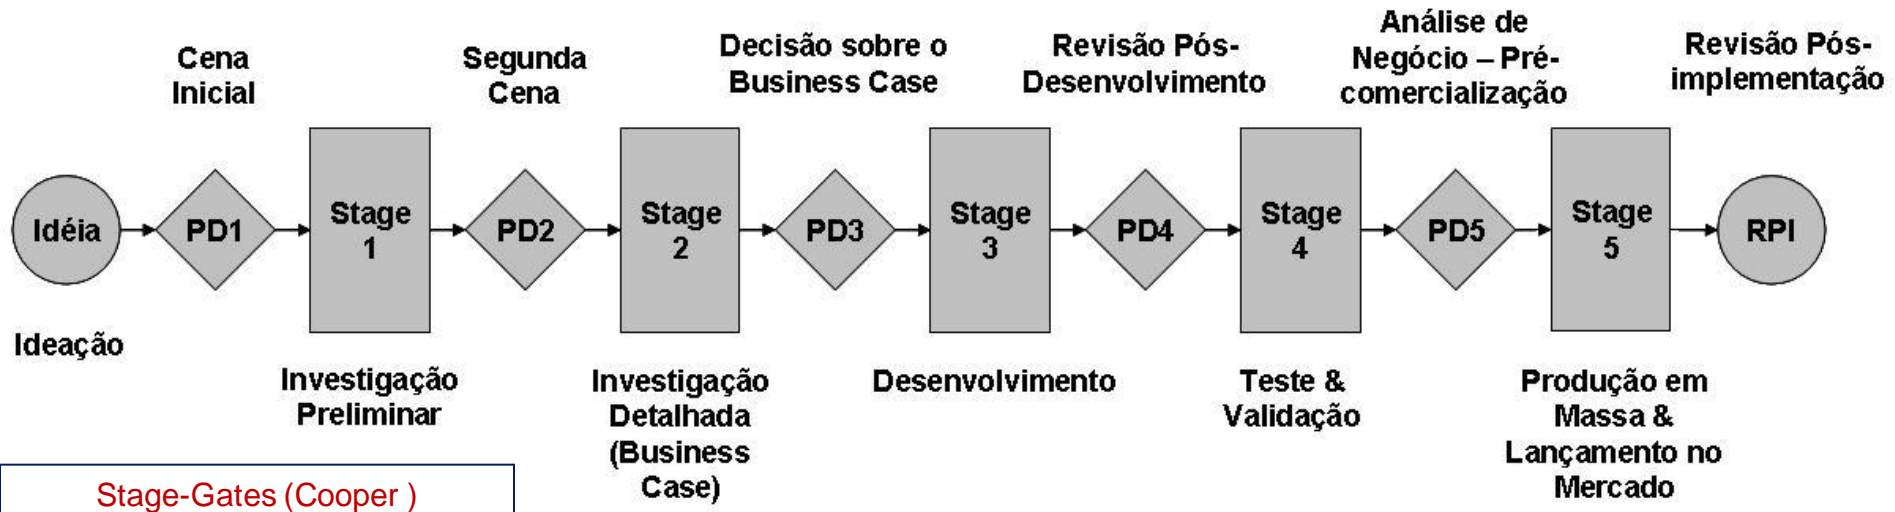 Cena
Inicial
Segunda
Cena
Decisão sobre o
Business Case
Revisão Pós-
Desenvolvimento
Análise de
Negócio – Pré-
comercialização
Revisão Pós-
implementação
Idéia
PD1
Stage
1
PD2
Stage
2
PD3
Stage
3
PD4
Stage
4
PD5
Stage
5
RPI
Ideação
Investigação
Preliminar
Investigação
Detalhada
(Business
Case)
Desenvolvimento
Teste &
Validação
Produção em
Massa &
Lançamento no
Mercado
Stage-Gates (Cooper )